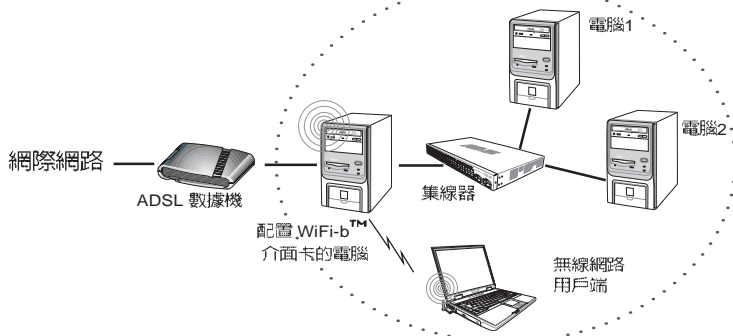 電腦1
電腦2
網際網路
ADSL 數據機
集線器
配置 WiFi-b™
介面卡的電腦
無線網路
用戶端